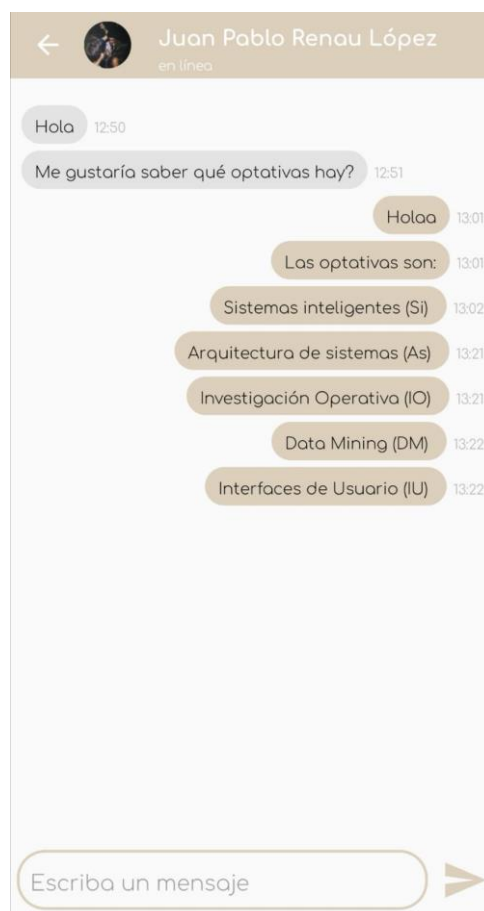 Juan Pablo Renau López
en línea
Hola 12:50
Me gustaría saber qué optativas hay? 12:51
Holaa 13:01
Las optativas son: 13:01
Sistemas inteligentes (Si) 13:02
Arquitectura de sistemas (As) 13:21
Investigación Operativa (IO) 13:21
Data Mining (DM) 13:22
Interfaces de Usuario (IU) 13:22
Escriba un mensaje